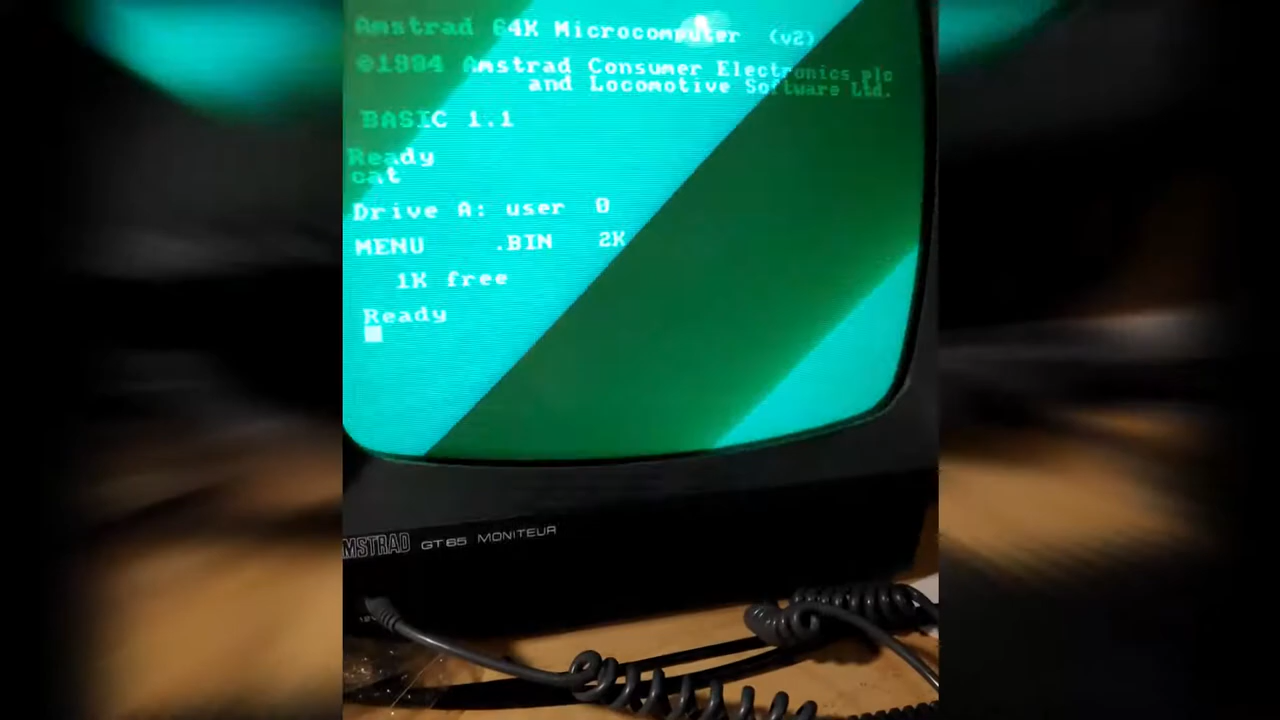 Amstrad 64K Microcomputer (v2)
©1984 Amstrad Consumer Electronics plc
and Locomotive Software Ltd.
BASIC 1.1
Ready
cat
Drive A: user 0
MENU .BIN 2K
1K free
Ready
AMSTRAD GT65 MONITEUR